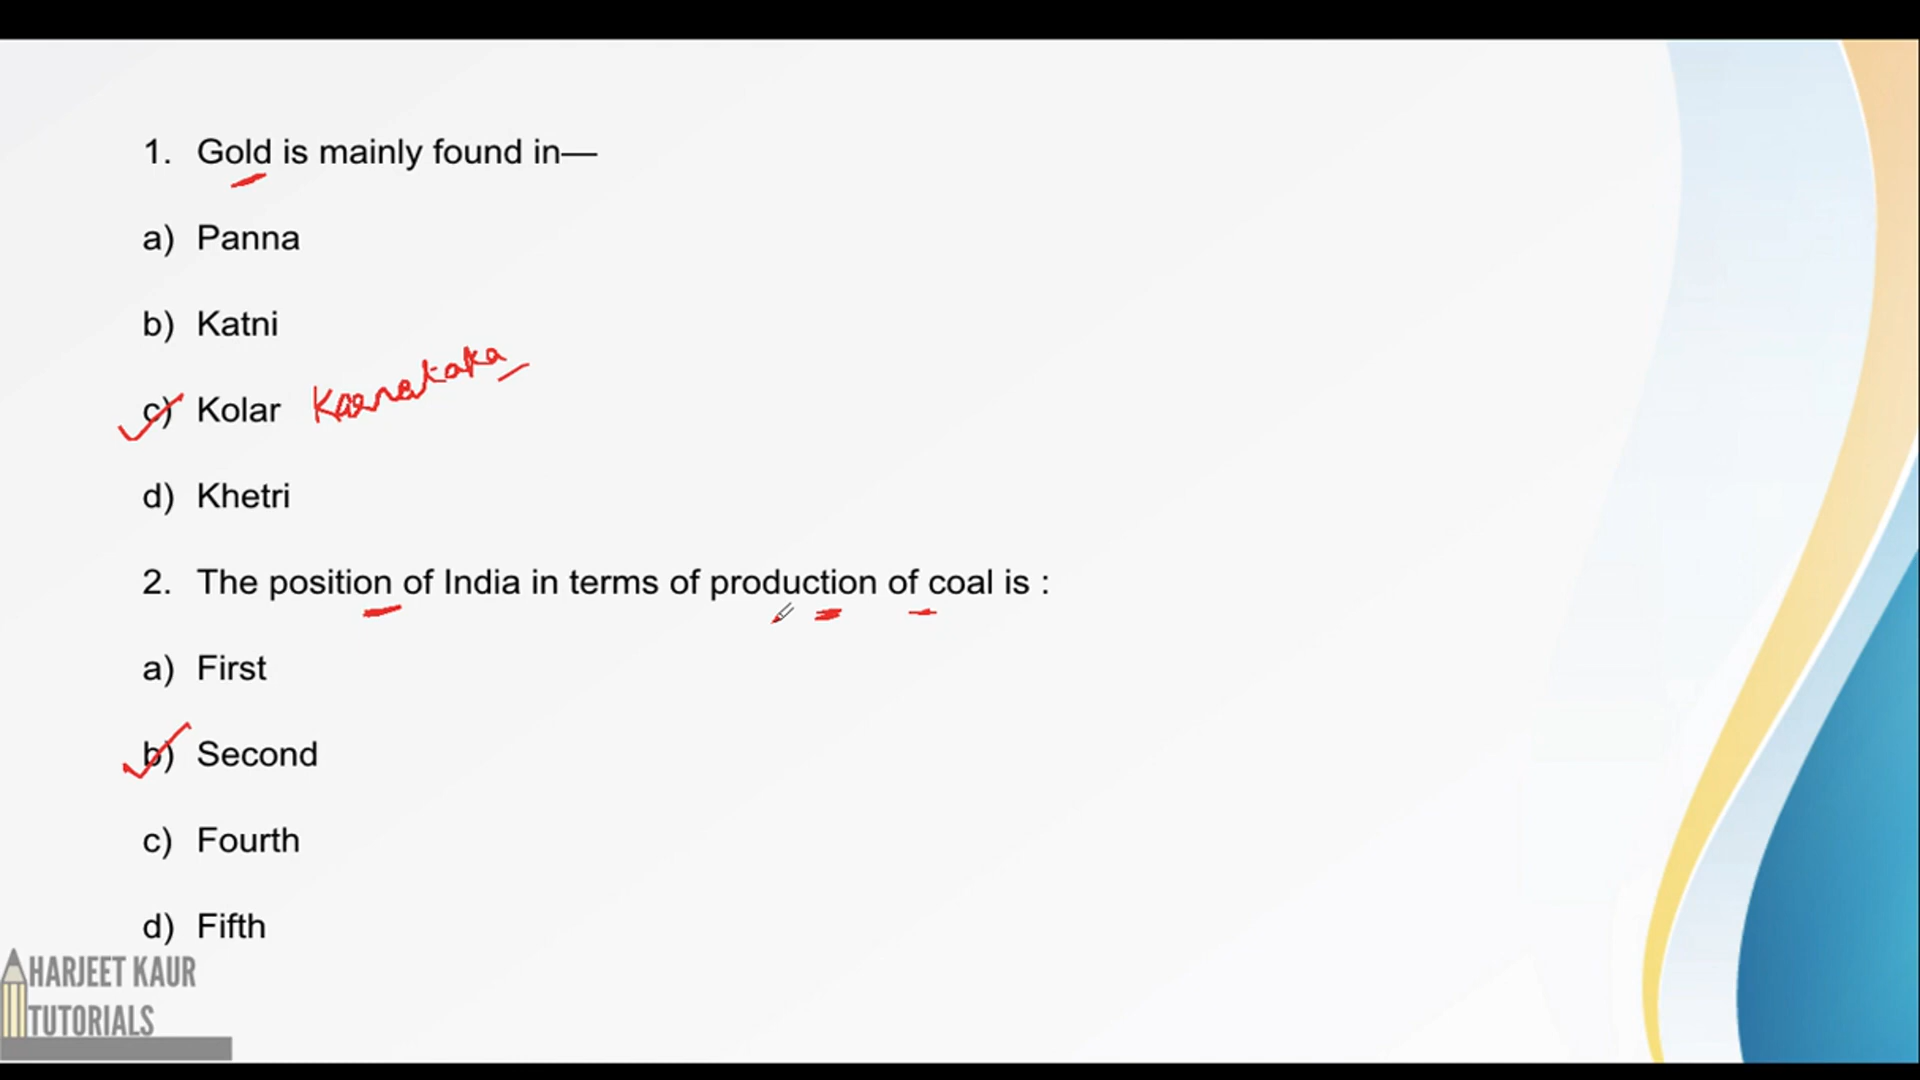 1. Gold is mainly found in—
a) Panna
b) Katni
c) Kolar Karnataka
d) Khetri
2. The position of India in terms of production of coal is :
a) First
b) Second
c) Fourth
d) Fifth
HARJEET KAUR
TUTORIALS